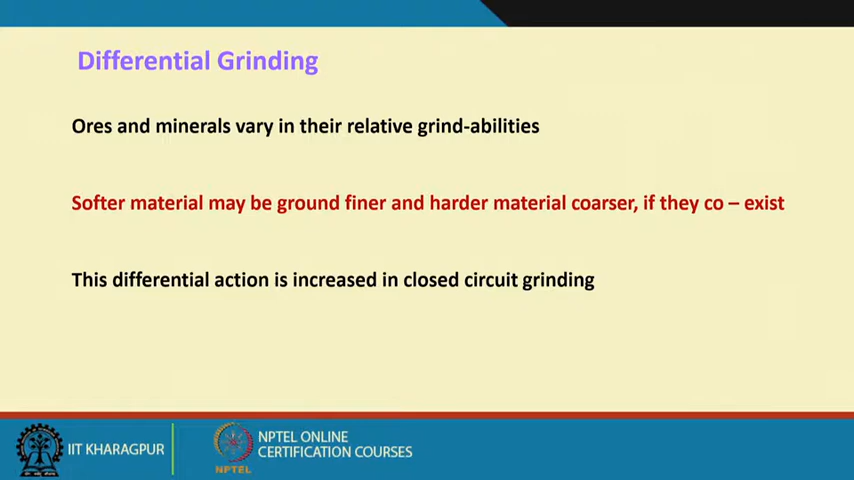 Differential Grinding
Ores and minerals vary in their relative grind-abilities
Softer material may be ground finer and harder material coarser, if they co – exist
This differential action is increased in closed circuit grinding
IIT KHARAGPUR
NPTEL
NPTEL ONLINE
CERTIFICATION COURSES